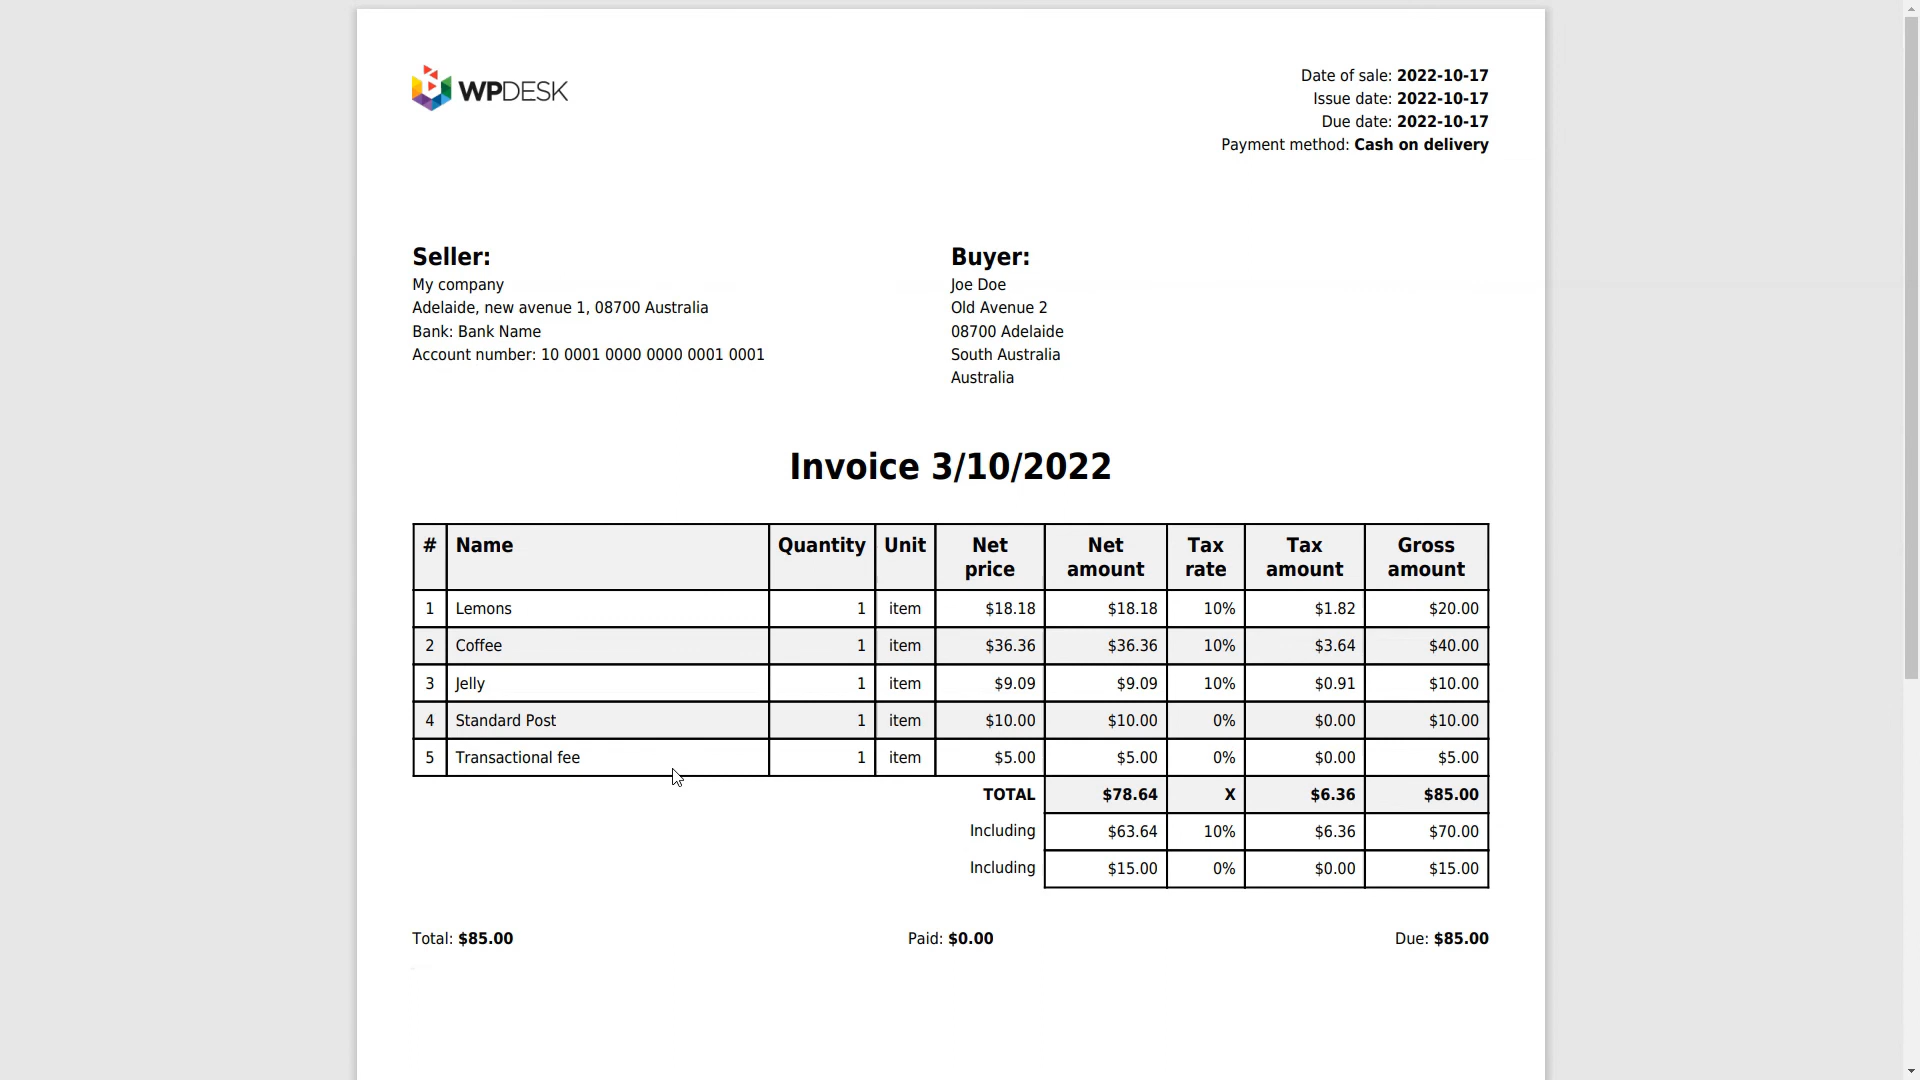 WPDESK
Date of sale: 2022-10-17
Issue date: 2022-10-17
Due date: 2022-10-17
Payment method: Cash on delivery
Seller:
My company
Adelaide, new avenue 1, 08700 Australia
Bank: Bank Name
Account number: 10 0001 0000 0000 0001 0001
Buyer:
Joe Doe
Old Avenue 2
08700 Adelaide
South Australia
Australia
Invoice 3/10/2022
# Name Quantity Unit Net price Net amount Tax rate Tax amount Gross amount
1 Lemons 1 item $18.18 $18.18 10% $1.82 $20.00
2 Coffee 1 item $36.36 $36.36 10% $3.64 $40.00
3 Jelly 1 item $9.09 $9.09 10% $0.91 $10.00
4 Standard Post 1 item $10.00 $10.00 0% $0.00 $10.00
5 Transactional fee 1 item $5.00 $5.00 0% $0.00 $5.00
TOTAL $78.64 X $6.36 $85.00
Including $63.64 10% $6.36 $70.00
Including $15.00 0% $0.00 $15.00
Total: $85.00 Paid: $0.00 Due: $85.00